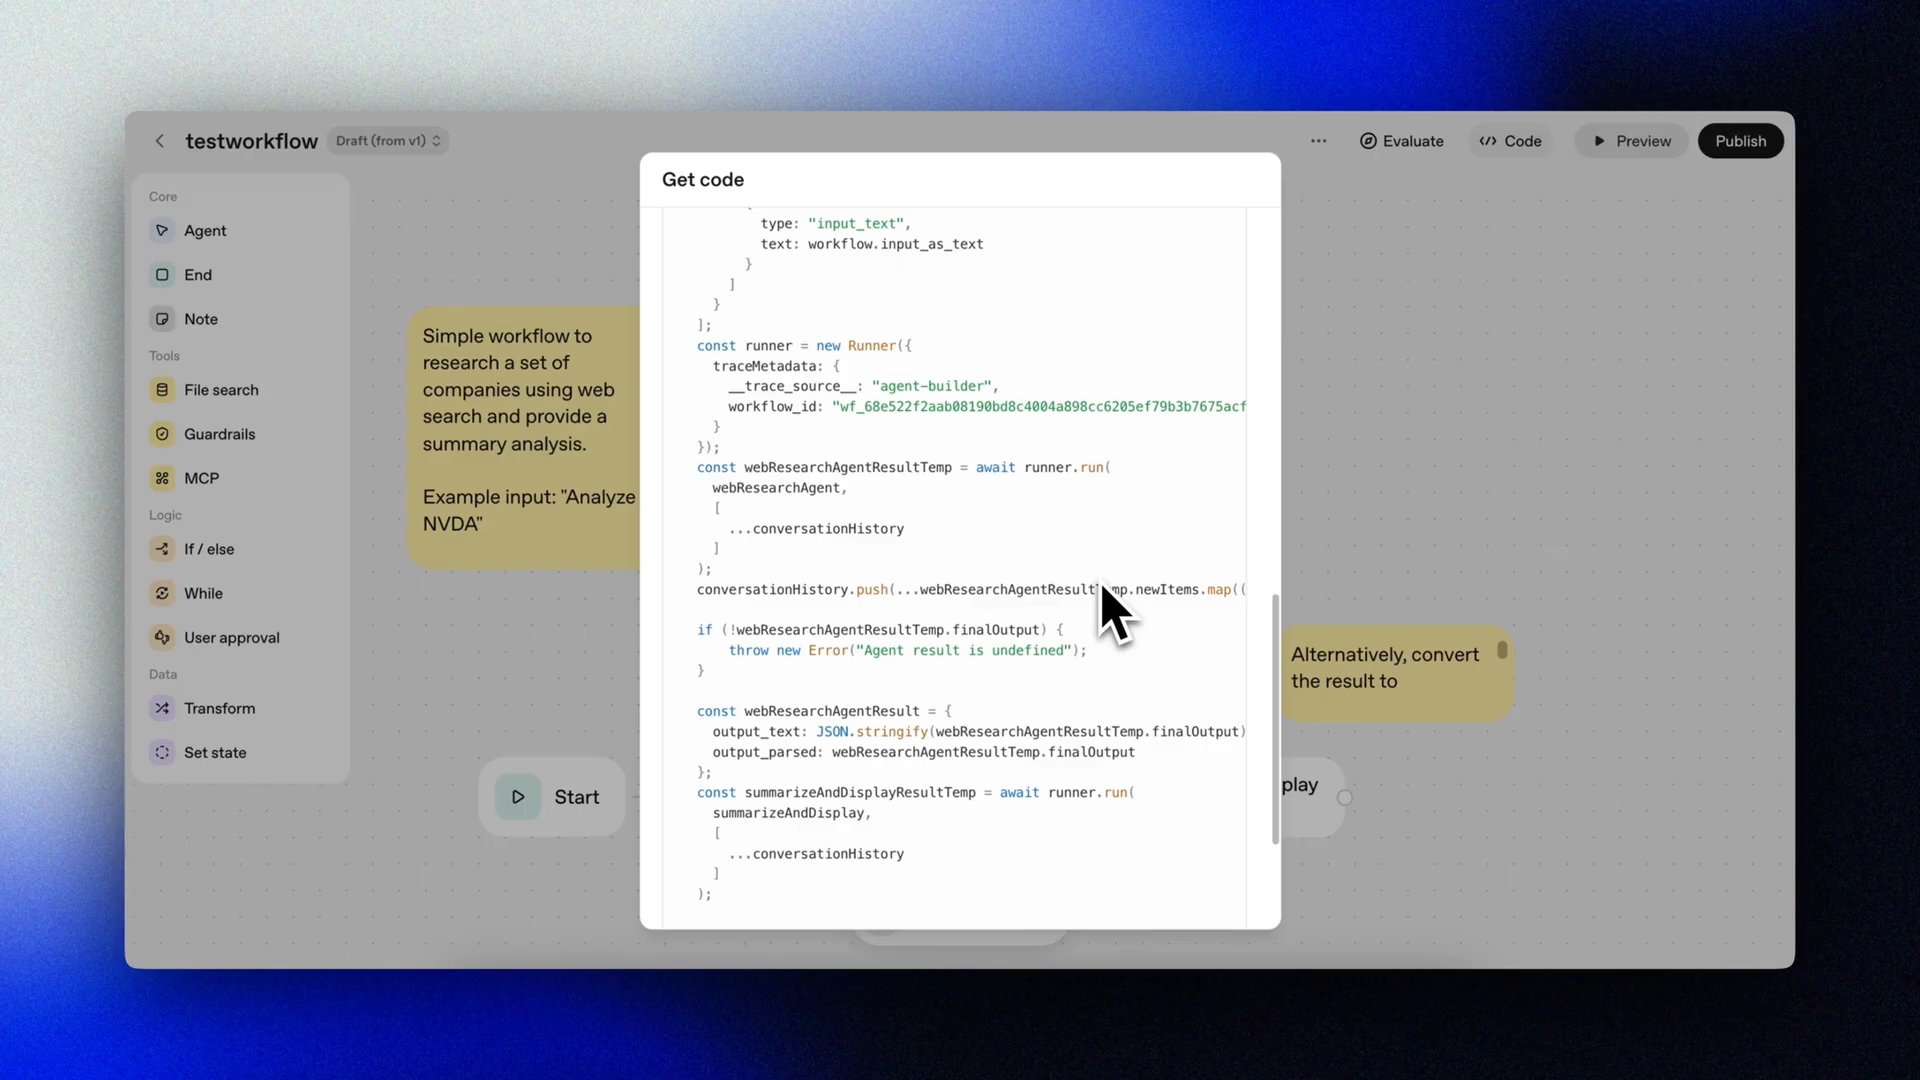 testworkflow
Draft (from v1)
Evaluate
Code
Preview
Publish
Core
Agent
End
Note
Tools
File search
Guardrails
MCP
Logic
If / else
While
User approval
Data
Transform
Set state
Simple workflow to
research a set of
companies using web
search and provide a
summary analysis.
Example input: "Analyze
NVDA"
Start
Get code
type: "input_text",
text: workflow.input_as_text
}
]
}
];
const runner = new Runner({
traceMetadata: {
__trace_source__: "agent-builder",
workflow_id: "wf_68e522f2aab08190bd8c4004a898cc6205ef79b3b7675acf
}
});
const webResearchAgentResultTemp = await runner.run(
webResearchAgent,
[
...conversationHistory
]
);
conversationHistory.push(...webResearchAgentResultTemp.newItems.map((
if (!webResearchAgentResultTemp.finalOutput) {
throw new Error("Agent result is undefined");
}
const webResearchAgentResult = {
output_text: JSON.stringify(webResearchAgentResultTemp.finalOutput)
output_parsed: webResearchAgentResultTemp.finalOutput
};
const summarizeAndDisplayResultTemp = await runner.run(
summarizeAndDisplay,
[
...conversationHistory
]
);
Alternatively, convert
the result to
play